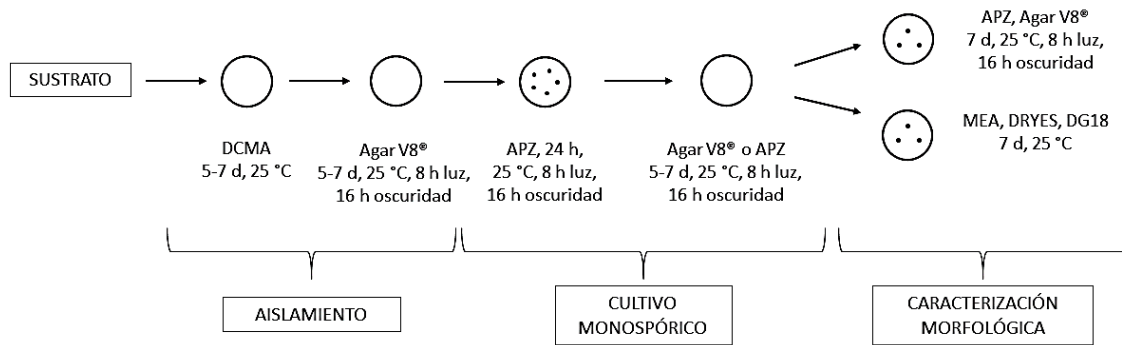 SUSTRATO
DCMA
5-7 d, 25 °C
Agar V8®
5-7 d, 25 °C, 8 h luz,
16 h oscuridad
APZ, 24 h,
25 °C, 8 h luz,
16 h oscuridad
Agar V8® o APZ
5-7 d, 25 °C, 8 h luz,
16 h oscuridad
APZ, Agar V8®
7 d, 25 °C, 8 h luz,
16 h oscuridad
MEA, DRYES, DG18
7 d, 25 °C
AISLAMIENTO
CULTIVO
MONOSPÓRICO
CARACTERIZACIÓN
MORFOLÓGICA